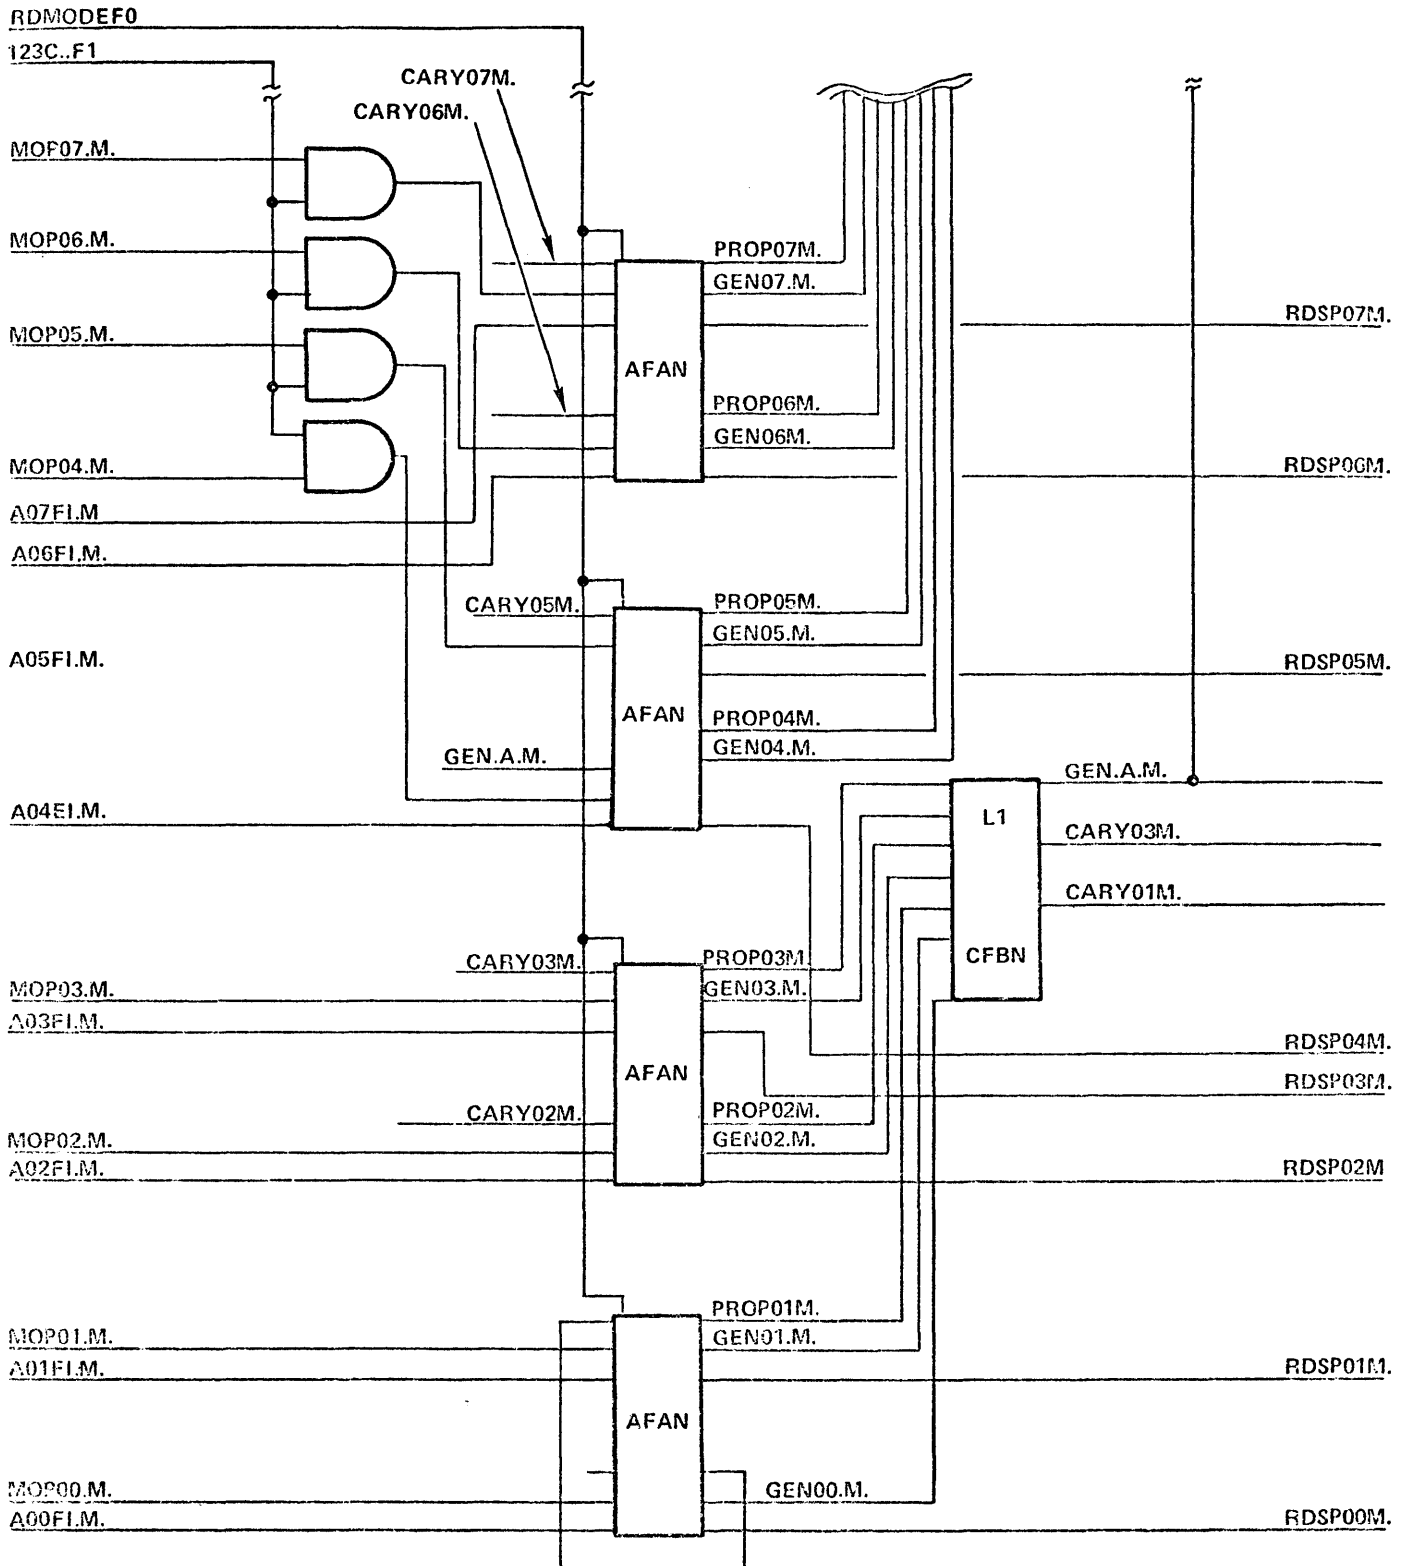 RDMODEF0
123C..F1
CARY07M.
CARY06M.
MOP07.M.
MOP06.M.
PROP07M.
GEN07.M.
RDSP07M.
MOP05.M.
AFAN
PROP06M.
GEN06M.
MOP04.M.
RDSP06M.
A07FI.M
A06FI.M.
CARY05M.
PROP05M.
GEN05.M.
A05FI.M.
RDSP05M.
AFAN
PROP04M.
GEN04.M.
GEN.A.M.
GEN.A.M.
A04EI.M.
L1
CARY03M.
CARY01M.
CFBN
CARY03M.
PROP03M.
MOP03.M.
GEN03.M.
A03FI.M.
RDSP04M.
AFAN
RDSP03M.
CARY02M.
PROP02M.
MOP02.M.
GEN02.M.
A02FI.M.
RDSP02M
PROP01M.
MOP01.M.
GEN01.M.
A01FI.M.
RDSP01M.
AFAN
MOP00.M.
GEN00.M.
A00FI.M.
RDSP00M.